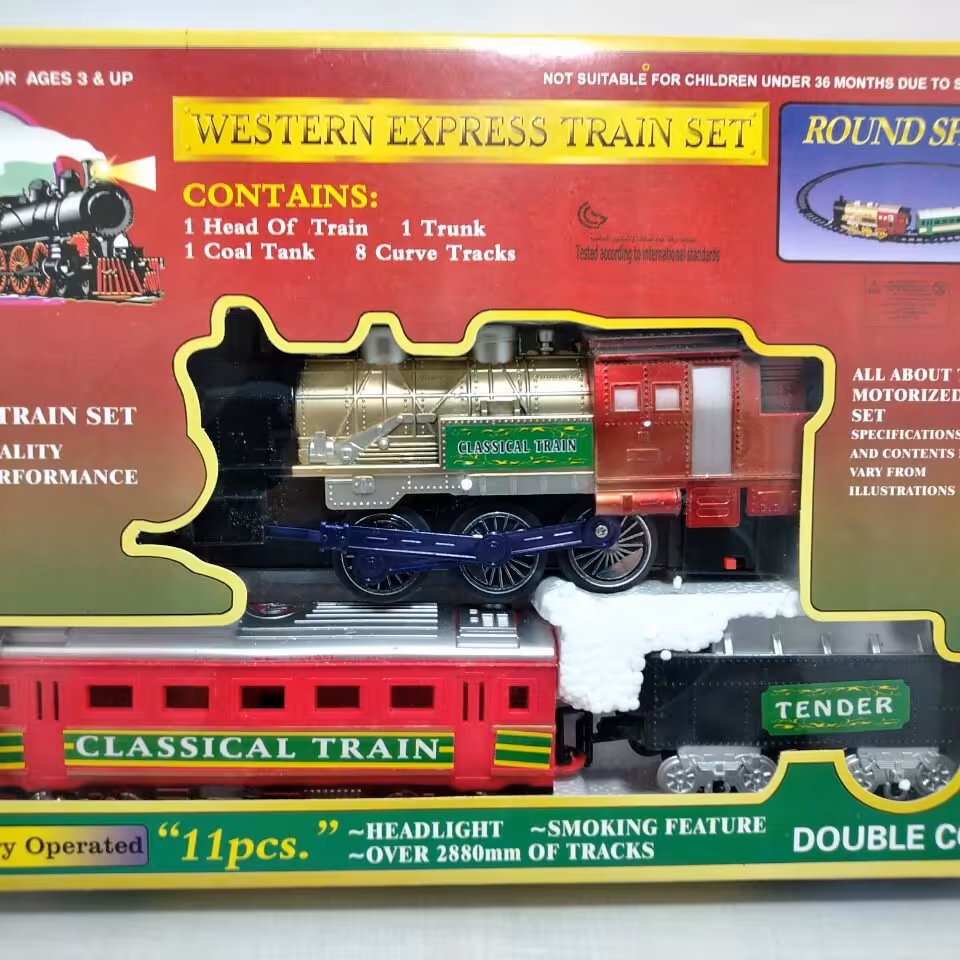 OR AGES 3 & UP
NOT SUITABLE FOR CHILDREN UNDER 36 MONTHS DUE TO S
WESTERN EXPRESS TRAIN SET
ROUND SH
CONTAINS:
1 Head Of Train 1 Trunk
1 Coal Tank 8 Curve Tracks
Tested according to international standards
TRAIN SET
ALITY
RFORMANCE
ALL ABOUT T
MOTORIZED
SET
SPECIFICATIONS
AND CONTENTS
VARY FROM
ILLUSTRATIONS
CLASSICAL TRAIN
CLASSICAL TRAIN
TENDER
y Operated
"11pcs."
~HEADLIGHT ~SMOKING FEATURE
~OVER 2880mm OF TRACKS
DOUBLE CO